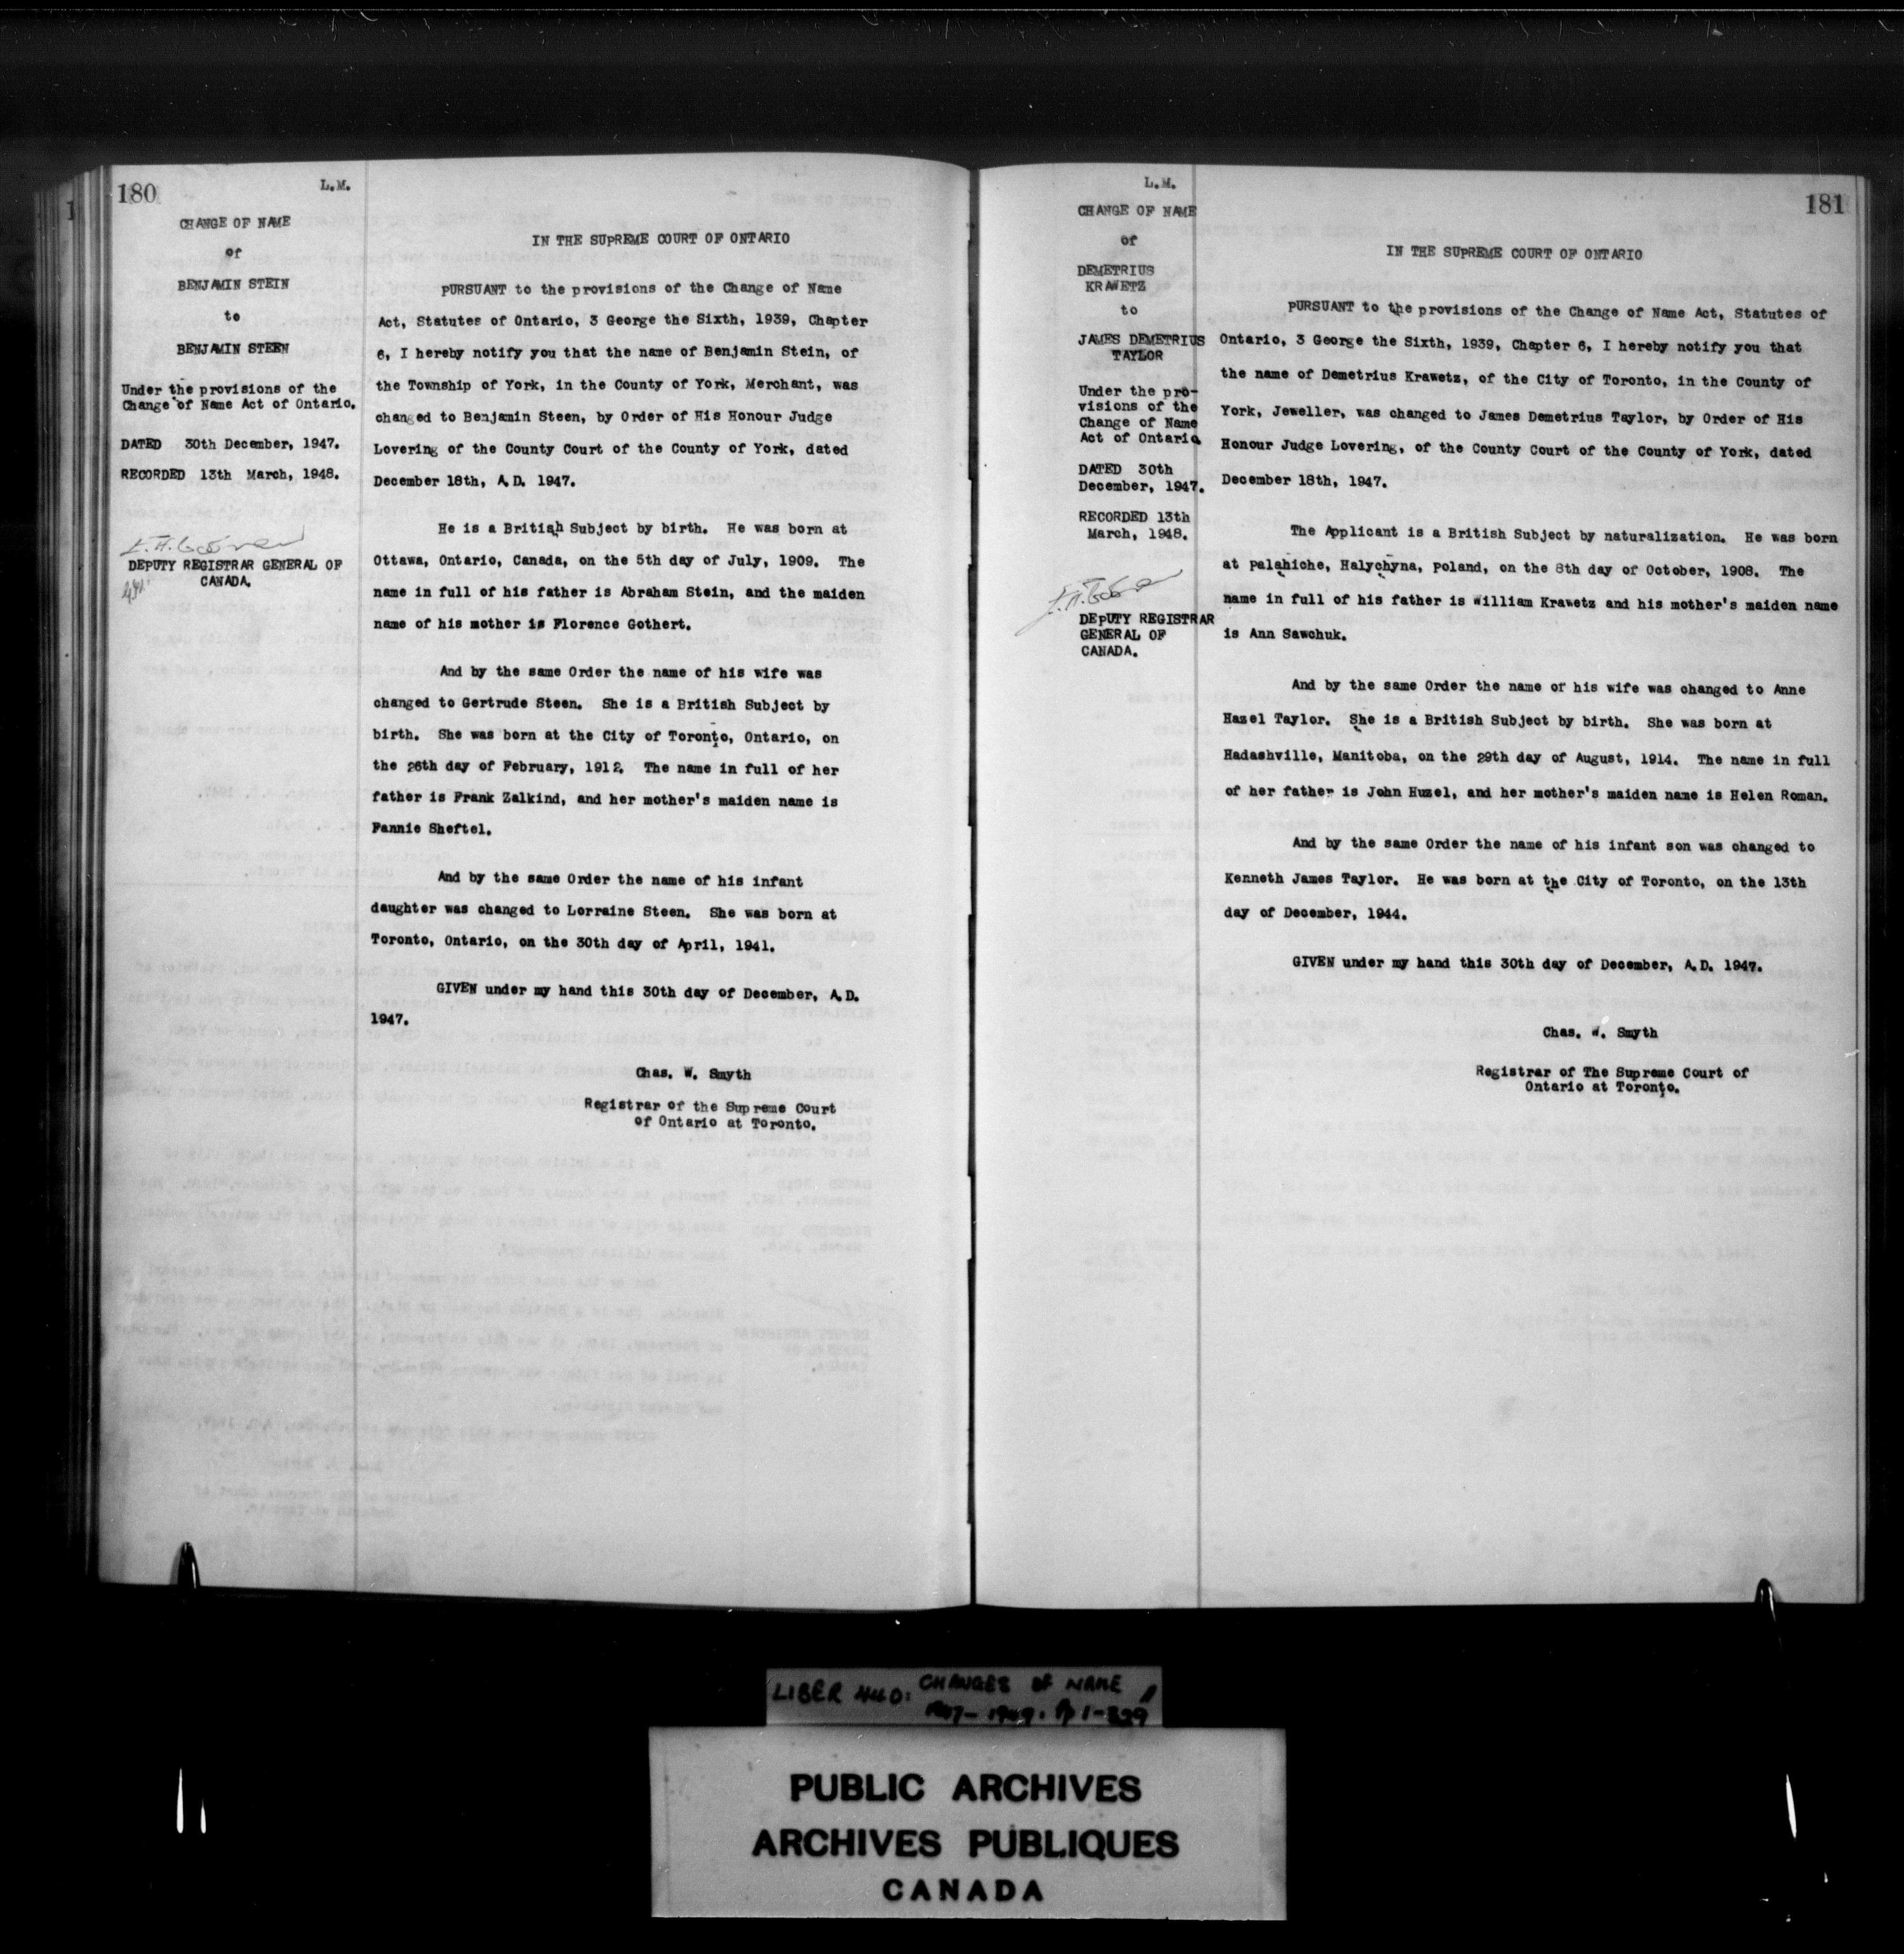 180
L.M.
CHANGE OF NAME
of
BENJAMIN STEIN
to
BENJAMIN STEEN
Under the provisions of the
Change of Name Act of Ontario.
DATED 30th December, 1947.
RECORDED 13th March, 1948.
DEPUTY REGISTRAR GENERAL OF
CANADA.
IN THE SUPREME COURT OF ONTARIO
PURSUANT to the provisions of the Change of Name
Act, Statutes of Ontario, 3 George the Sixth, 1939, Chapter
6, I hereby notify you that the name of Benjamin Stein, of
the Township of York, in the County of York, Merchant, was
changed to Benjamin Steen, by Order of His Honour Judge
Lovering of the County Court of the County of York, dated
December 18th, A.D. 1947.
He is a British Subject by birth. He was born at
Ottawa, Ontario, Canada, on the 5th day of July, 1909. The
name in full of his father is Abraham Stein, and the maiden
name of his mother is Florence Gothert.
And by the same Order the name of his wife was
changed to Gertrude Steen. She is a British Subject by
birth. She was born at the City of Toronto, Ontario, on
the 26th day of February, 1912. The name in full of her
father is Frank Zalkind, and her mother's maiden name is
Fannie Sheftel.
And by the same Order the name of his infant
daughter was changed to Lorraine Steen. She was born at
Toronto, Ontario, on the 30th day of April, 1941.
GIVEN under my hand this 30th day of December, A.D.
1947.
Chas. W. Smyth
Registrar of the Supreme Court
of Ontario at Toronto.
181
L.M.
CHANGE OF NAME
of
DEMETRIUS
KRAWETZ
to
JAMES DEMETRIUS
TAYLOR
Under the pro-
visions of the
Change of Name
Act of Ontario
DATED 30th
December, 1947.
RECORDED 13th
March, 1948.
DEPUTY REGISTRAR
GENERAL OF
CANADA.
IN THE SUPREME COURT OF ONTARIO
PURSUANT to the provisions of the Change of Name Act, Statutes of
Ontario, 3 George the Sixth, 1939, Chapter 6, I hereby notify you that
the name of Demetrius Krawetz, of the City of Toronto, in the County of
York, Jeweller, was changed to James Demetrius Taylor, by Order of His
Honour Judge Lovering, of the County Court of the County of York, dated
December 18th, 1947.
The Applicant is a British Subject by naturalization. He was born
at Palahiche, Halychyna, Poland, on the 8th day of October, 1908. The
name in full of his father is William Krawetz and his mother's maiden name
is Ann Sawchuk.
And by the same Order the name of his wife was changed to Anne
Hazel Taylor. She is a British Subject by birth. She was born at
Hadashville, Manitoba, on the 29th day of August, 1914. The name in full
of her father is John Huzel, and her mother's maiden name is Helen Roman.
And by the same Order the name of his infant son was changed to
Kenneth James Taylor. He was born at the City of Toronto, on the 13th
day of December, 1944.
GIVEN under my hand this 30th day of December, A.D. 1947.
Chas. W. Smyth
Registrar of The Supreme Court of
Ontario at Toronto.
LIBER 440: CHANGES OF NAME
1947-1949. Pp 1-329
PUBLIC ARCHIVES
ARCHIVES PUBLIQUES
CANADA